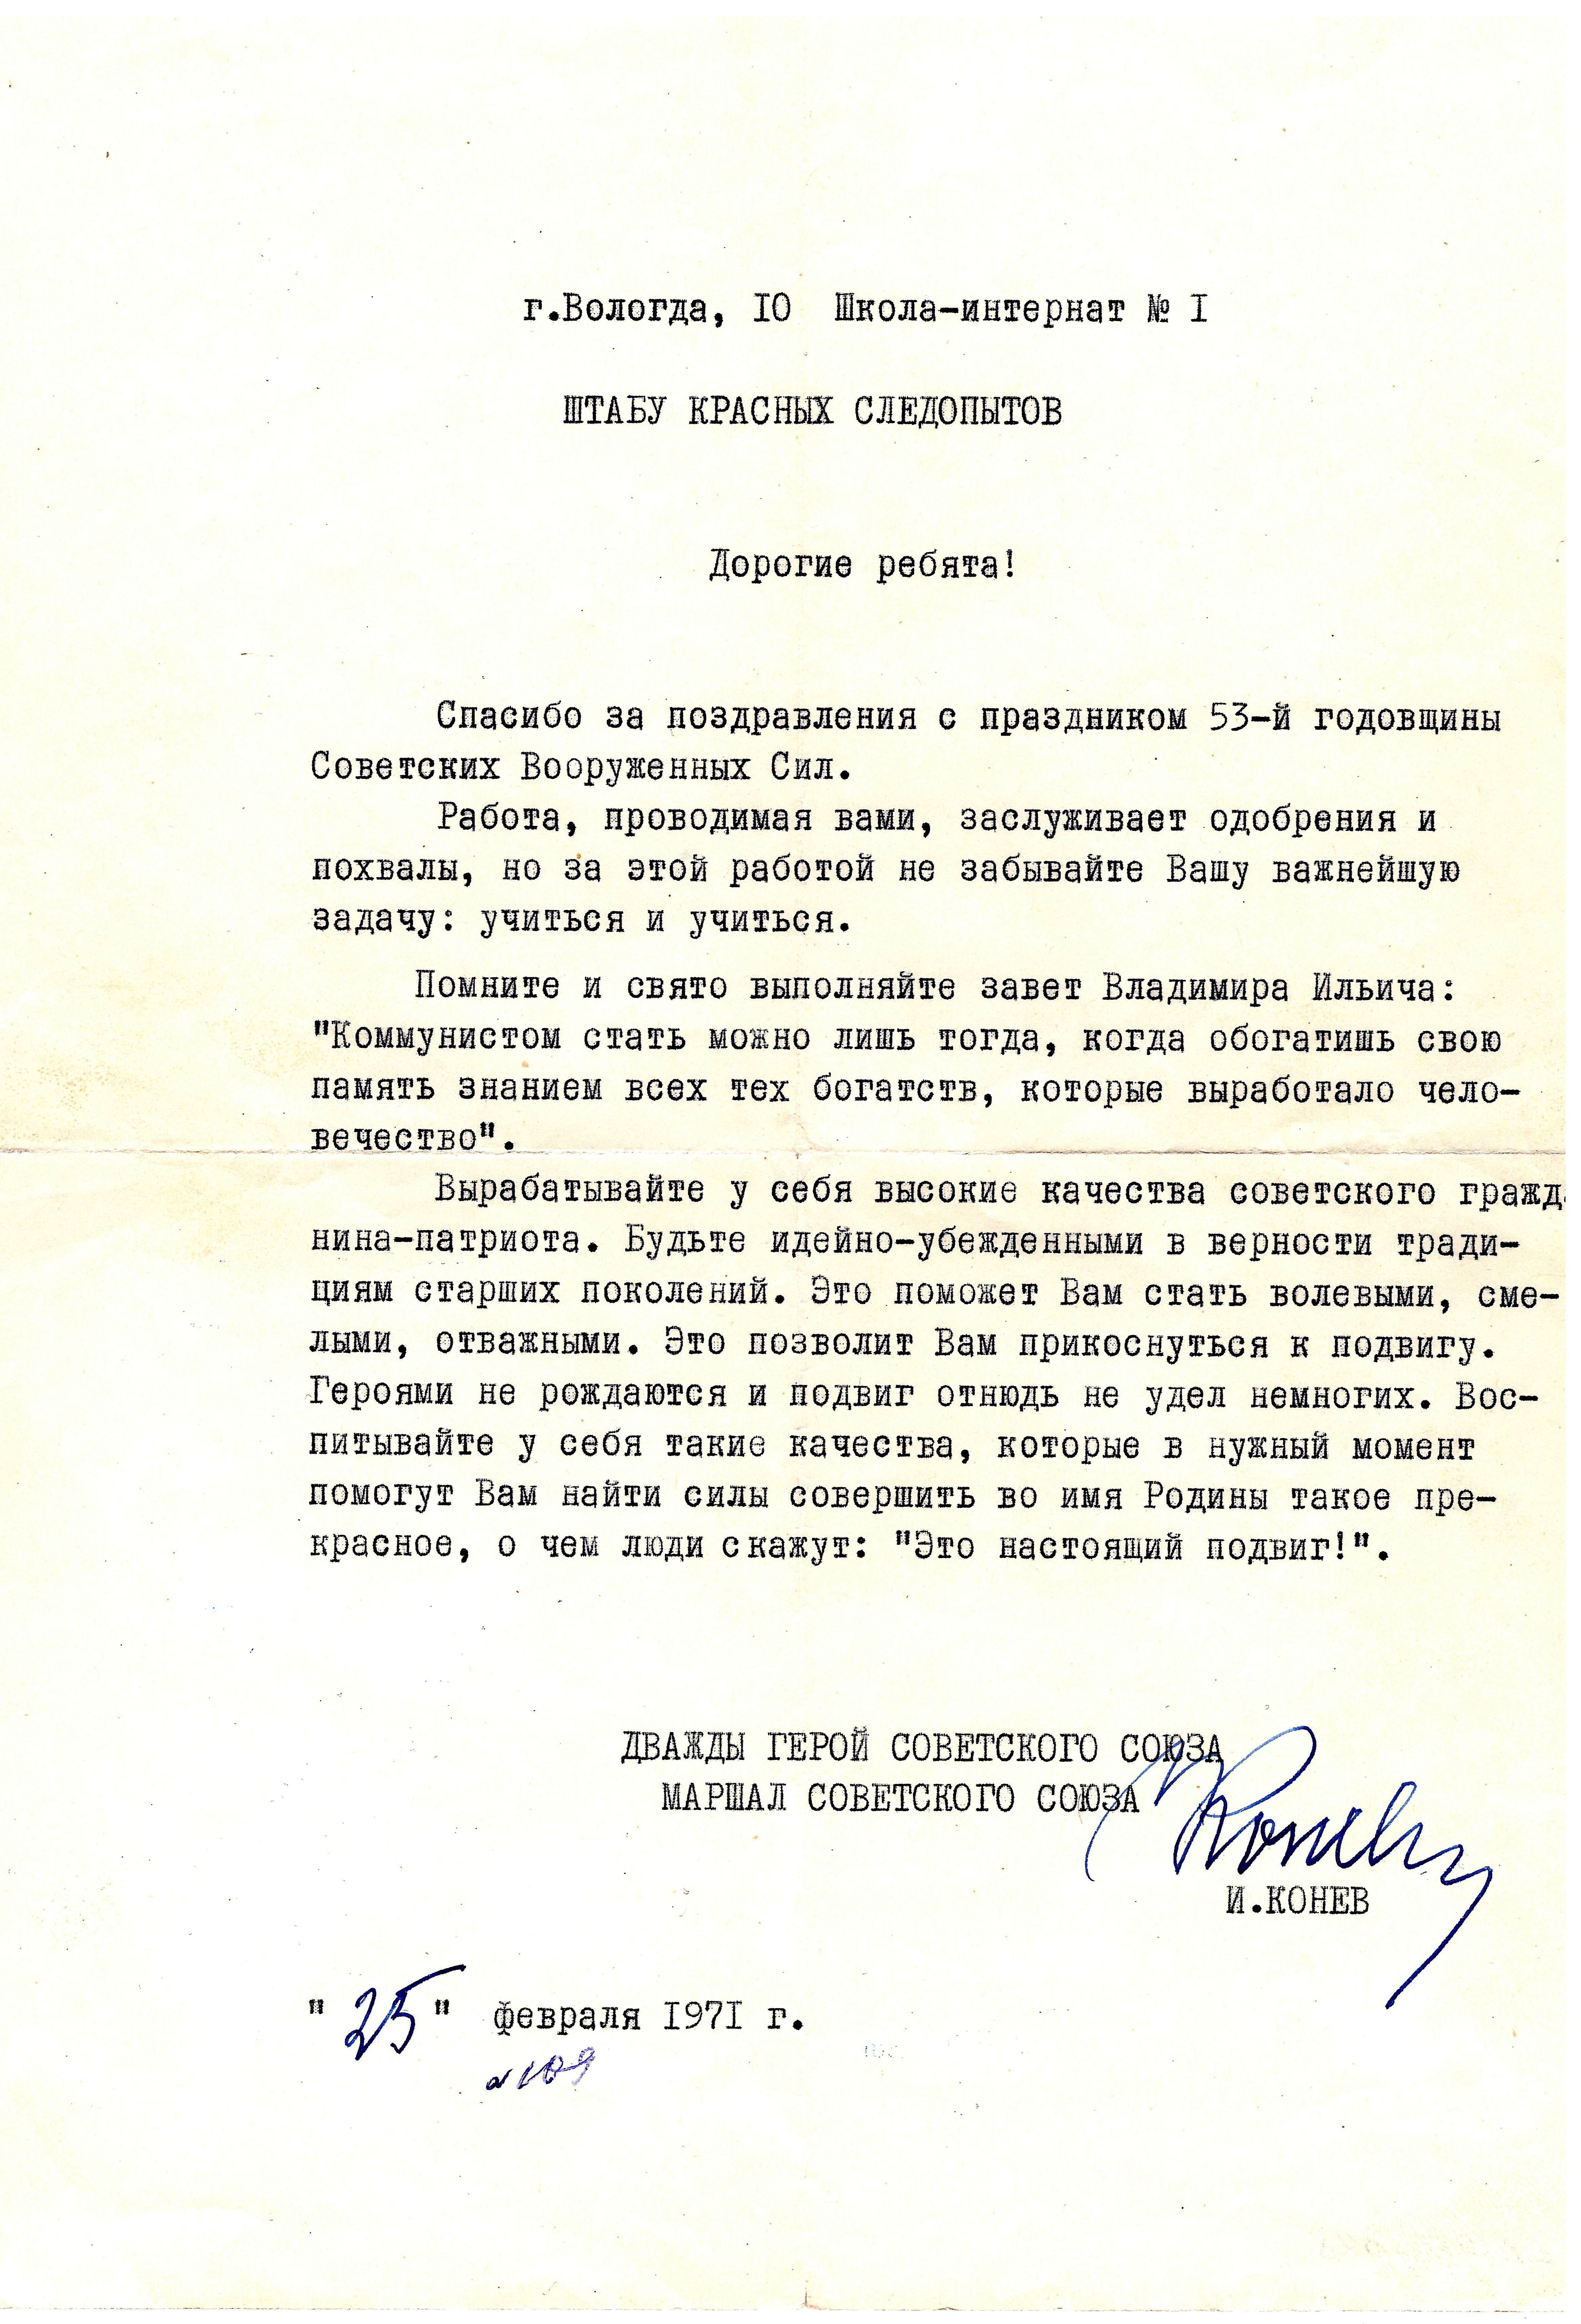 г.Вологда, IO Школа-интернат № I
ШТАБУ КРАСНЫХ СЛЕДОПЫТОВ
Дорогие ребята!
Спасибо за поздравления с праздником 53-й годовщины
Советских Вооруженных Сил.
Работа, проводимая вами, заслуживает одобрения и
похвалы, но за этой работой не забывайте Вашу важнейшую
задачу: учиться и учиться.
Помните и свято выполняйте завет Владимира Ильича:
"Коммунистом стать можно лишь тогда, когда обогатишь свою
память знанием всех тех богатств, которые выработало чело-
вечество".
Вырабатывайте у себя высокие качества советского гражд
нина-патриота. Будьте идейно-убежденными в верности тради-
циям старших поколений. Это поможет Вам стать волевыми, сме-
лыми, отважными. Это позволит Вам прикоснуться к подвигу.
Героями не рождаются и подвиг отнюдь не удел немногих. Вос-
питывайте у себя такие качества, которые в нужный момент
помогут Вам найти силы совершить во имя Родины такое пре-
красное, о чем люди скажут: "Это настоящий подвиг!".
ДВАЖДЫ ГЕРОЙ СОВЕТСКОГО СОЮЗА
МАРШАЛ СОВЕТСКОГО СОЮЗА
Конев
И.КОНЕВ
"25" февраля I97I г.
№109